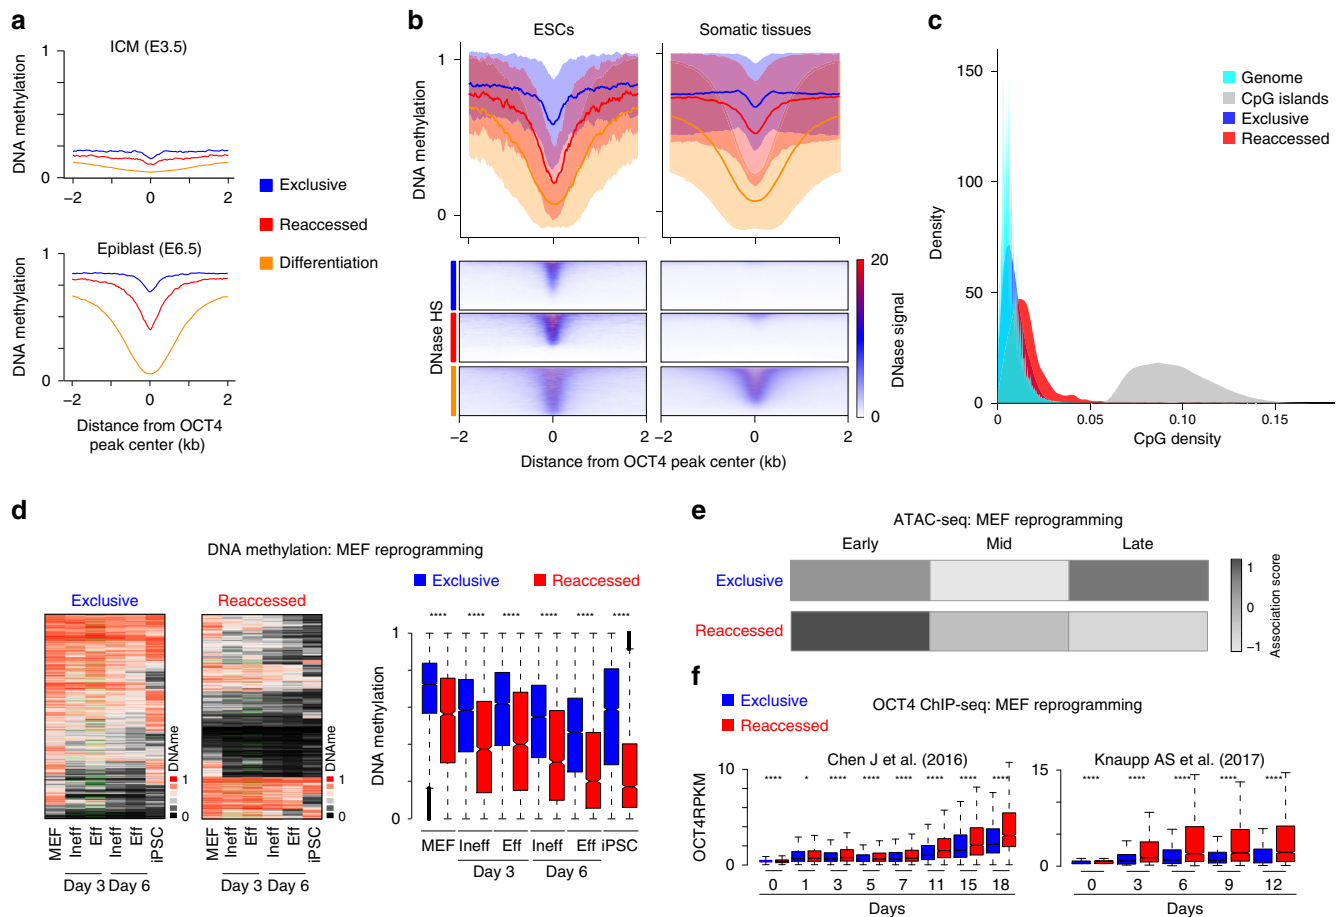 a
ICM (E3.5)
DNA methylation
1
0
−2 0 2
Epiblast (E6.5)
DNA methylation
1
0
−2 0 2
Distance from OCT4
peak center (kb)
Exclusive
Reaccessed
Differentiation
b
ESCs Somatic tissues
DNA methylation
1
0
DNase HS
20
0
DNase signal
−2 0 2 0 2
Distance from OCT4 peak center (kb)
c
Genome
CpG islands
Exclusive
Reaccessed
Density
150
100
50
0
0 0.05 0.10 0.15
CpG density
d
DNA methylation: MEF reprogramming
Exclusive Reaccessed
DNAme
1
0
DNAme
1
0
MEF Ineff Eff Ineff Eff iPSC
Day 3 Day 6
MEF Ineff Eff Ineff Eff iPSC
Day 3 Day 6
Exclusive Reaccessed
**** **** **** **** **** ****
DNA methylation
1
0
MEF Ineff Eff Ineff Eff iPSC
Day 3 Day 6
e
ATAC-seq: MEF reprogramming
Early Mid Late
Exclusive
Reaccessed
1
0
−1
Association score
f
Exclusive
Reaccessed
OCT4 ChIP-seq: MEF reprogramming
Chen J et al. (2016)
**** * **** **** **** **** **** ****
OCT4RPKM
10
0
0 1 3 5 7 11 15 18
Days
Knaupp AS et al. (2017)
**** **** **** **** ****
15
0
0 3 6 9 12
Days